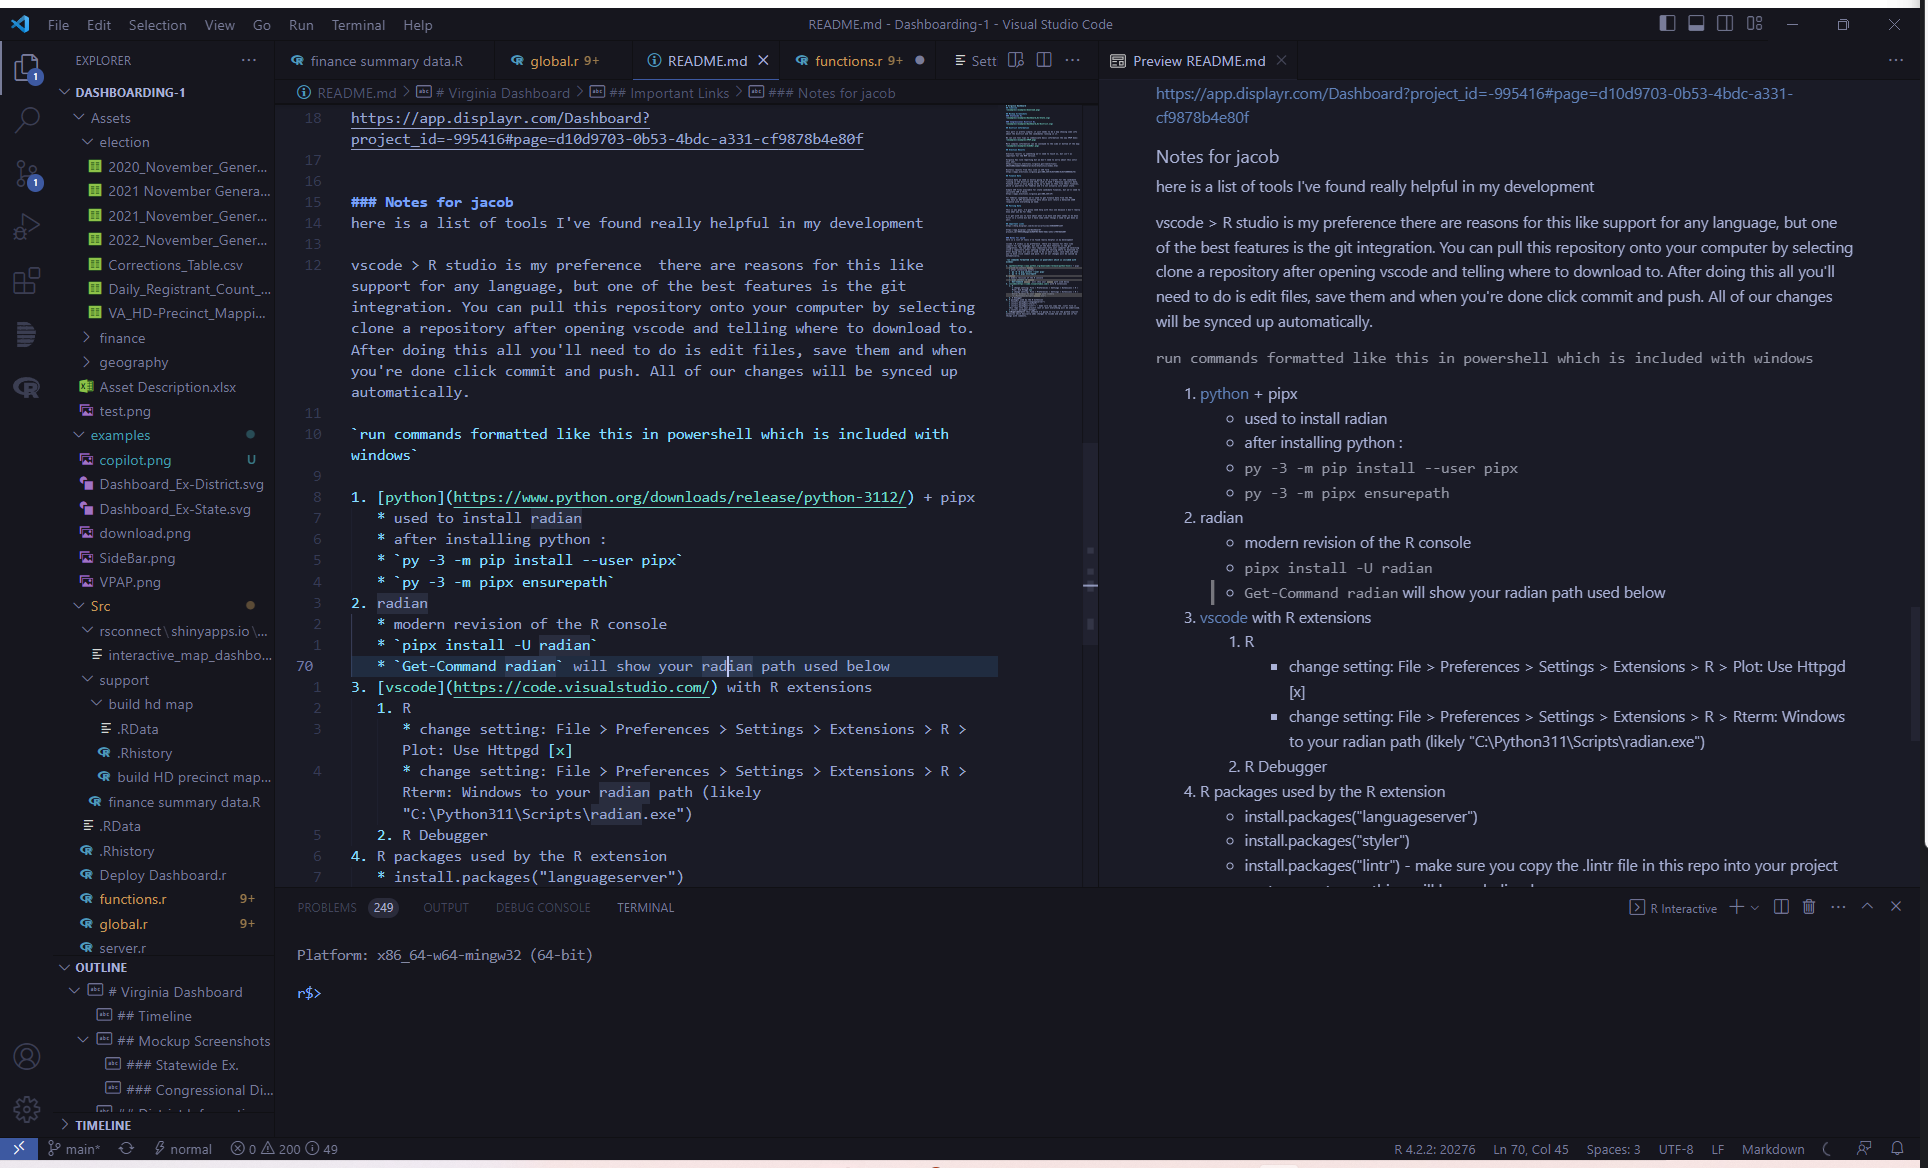 File Edit Selection View Go Run Terminal Help
README.md - Dashboarding-1 - Visual Studio Code
EXPLORER
DASHBOARDING-1
Assets
election
2020_November_Gener...
2021 November Genera...
2021_November_Gener...
2022_November_Gener...
Corrections_Table.csv
Daily_Registrant_Count_...
VA_HD-Precinct_Mappi...
finance
geography
Asset Description.xlsx
test.png
examples
copilot.png U
Dashboard_Ex-District.svg
Dashboard_Ex-State.svg
download.png
SideBar.png
VPAP.png
Src
rsconnect\shinyapps.io\...
interactive_map_dashbo...
support
build hd map
.RData
.Rhistory
build HD precinct map...
finance summary data.R
.RData
.Rhistory
Deploy Dashboard.r
functions.r 9+
global.r 9+
server.r
OUTLINE
# Virginia Dashboard
## Timeline
## Mockup Screenshots
### Statewide Ex.
### Congressional Di...
TIMELINE
finance summary data.R
global.r 9+
README.md
functions.r 9+
Sett
README.md > # Virginia Dashboard > ## Important Links > ### Notes for jacob
18 https://app.displayr.com/Dashboard?
project_id=-995416#page=d10d9703-0b53-4bdc-a331-cf9878b4e80f
17
16
15 ### Notes for jacob
14 here is a list of tools I've found really helpful in my development
13
12 vscode > R studio is my preference  there are reasons for this like
support for any language, but one of the best features is the git
integration. You can pull this repository onto your computer by selecting
clone a repository after opening vscode and telling where to download to.
After doing this all you'll need to do is edit files, save them and when
you're done click commit and push. All of our changes will be synced up
automatically.
11
10 `run commands formatted like this in powershell which is included with
windows`
9
8 1. [python](https://www.python.org/downloads/release/python-3112/) + pipx
7 * used to install radian
6 * after installing python :
5 * `py -3 -m pip install --user pipx`
4 * `py -3 -m pipx ensurepath`
3 2. radian
2 * modern revision of the R console
1 * `pipx install -U radian`
70 * `Get-Command radian` will show your radian path used below
1 3. [vscode](https://code.visualstudio.com/) with R extensions
2 1. R
3 * change setting: File > Preferences > Settings > Extensions > R >
Plot: Use Httpgd [x]
4 * change setting: File > Preferences > Settings > Extensions > R >
Rterm: Windows to your radian path (likely
"C:\Python311\Scripts\radian.exe")
5 2. R Debugger
6 4. R packages used by the R extension
7 * install.packages("languageserver")
Preview README.md
https://app.displayr.com/Dashboard?project_id=-995416#page=d10d9703-0b53-4bdc-a331-
cf9878b4e80f
Notes for jacob
here is a list of tools I've found really helpful in my development
vscode > R studio is my preference there are reasons for this like support for any language, but one
of the best features is the git integration. You can pull this repository onto your computer by selecting
clone a repository after opening vscode and telling where to download to. After doing this all you'll
need to do is edit files, save them and when you're done click commit and push. All of our changes
will be synced up automatically.
run commands formatted like this in powershell which is included with windows
1. python + pipx
used to install radian
after installing python :
py -3 -m pip install --user pipx
py -3 -m pipx ensurepath
2. radian
modern revision of the R console
pipx install -U radian
Get-Command radian will show your radian path used below
3. vscode with R extensions
1. R
change setting: File > Preferences > Settings > Extensions > R > Plot: Use Httpgd
[x]
change setting: File > Preferences > Settings > Extensions > R > Rterm: Windows
to your radian path (likely "C:\Python311\Scripts\radian.exe")
2. R Debugger
4. R packages used by the R extension
install.packages("languageserver")
install.packages("styler")
install.packages("lintr") - make sure you copy the .lintr file in this repo into your project
PROBLEMS 249 OUTPUT DEBUG CONSOLE TERMINAL
R Interactive
Platform: x86_64-w64-mingw32 (64-bit)
r$>
main* normal 0 200 49
R 4.2.2: 20276 Ln 70, Col 45 Spaces: 3 UTF-8 LF Markdown